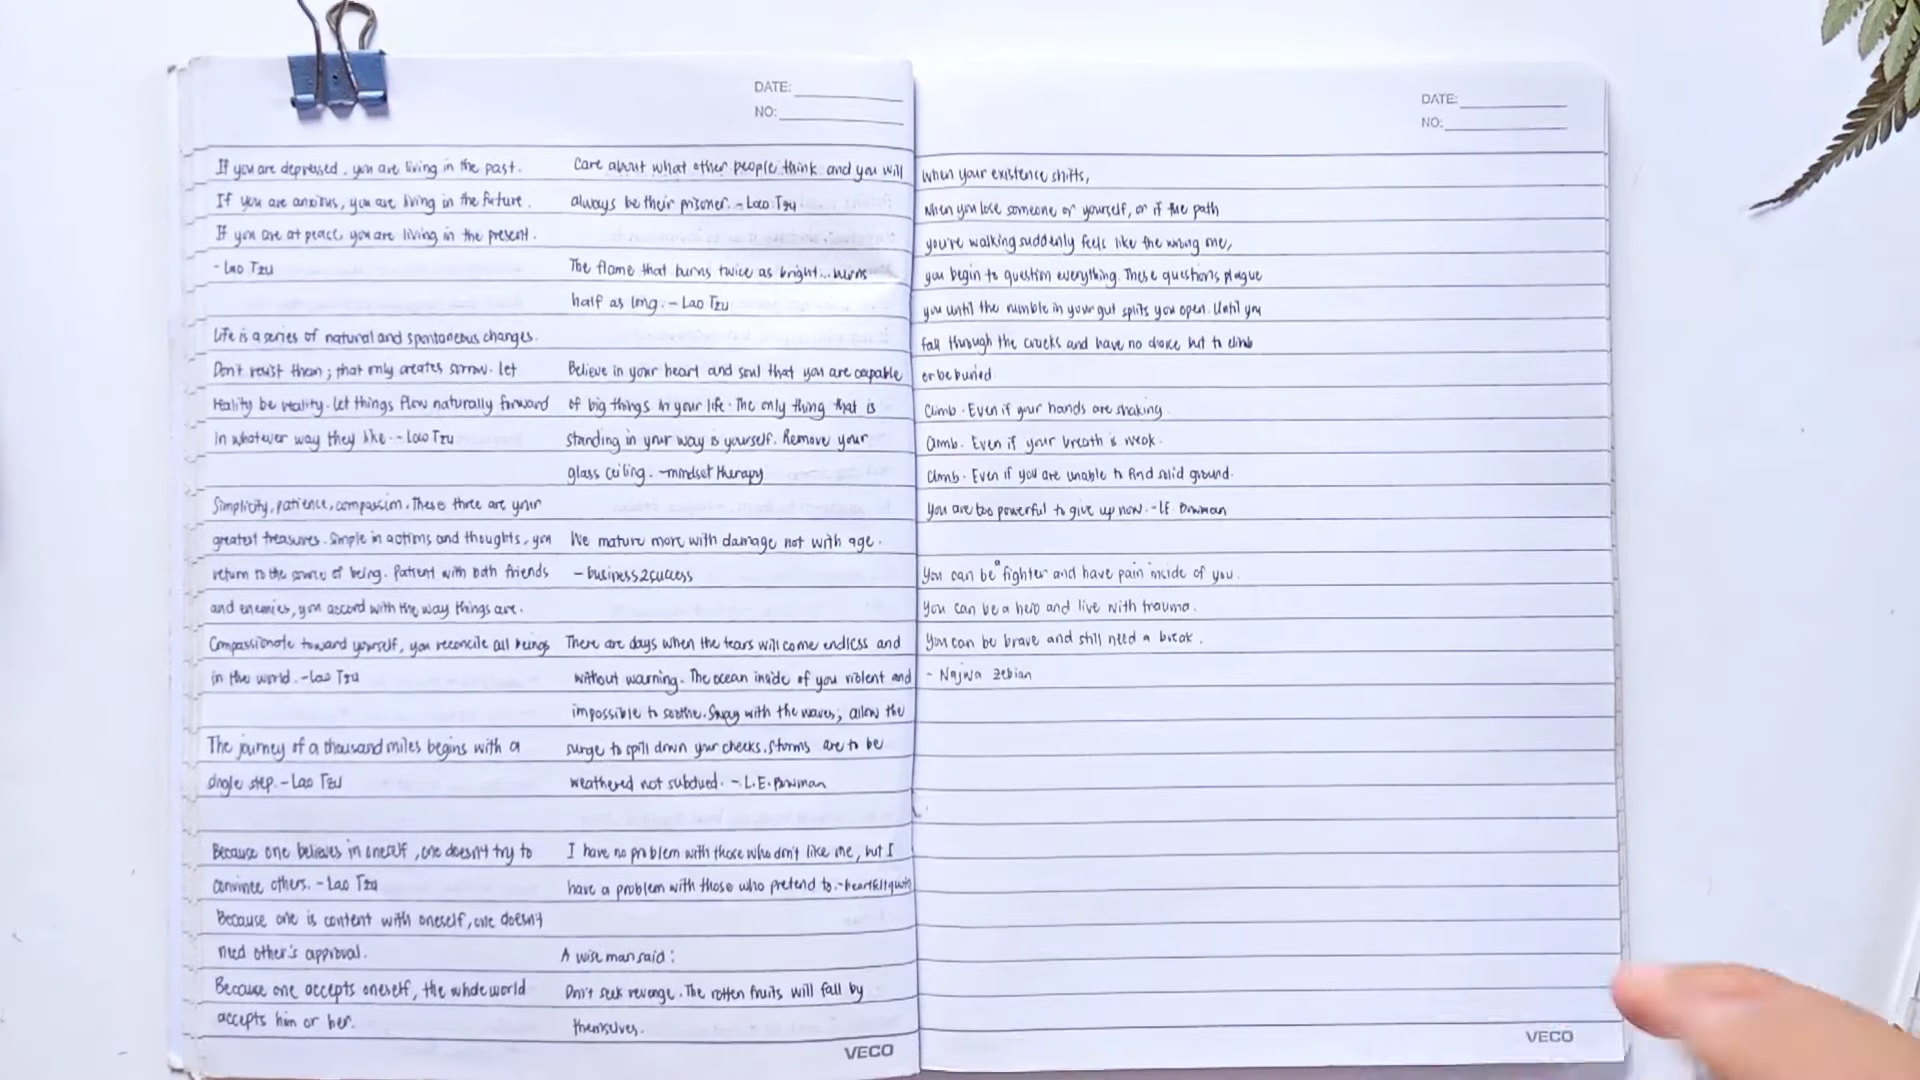 DATE:
NO:
If you are depressed, you are living in the past.
If you are anxious, you are living in the future.
If you are at peace, you are living in the present.
- Lao Tzu
Life is a series of natural and spontaneous changes.
Don't resist them; that only creates sorrow. Let
reality be reality. Let things flow naturally forward
in whatever way they like. - Lao Tzu
Simplicity, patience, compassion. These three are your
greatest treasures. Simple in actions and thoughts, you
return to the source of being. Patient with both friends
and enemies, you accord with the way things are.
Compassionate toward yourself, you reconcile all beings
in the world. - Lao Tzu
The journey of a thousand miles begins with a
single step. - Lao Tzu
Because one believes in oneself, one doesn't try to
convince others. - Lao Tzu
Because one is content with oneself, one doesn't
need other's approval.
Because one accepts oneself, the whole world
accepts him or her.
Care about what other people think and you will
always be their prisoner. - Lao Tzu
The flame that burns twice as bright... burns
half as long. - Lao Tzu
Believe in your heart and soul that you are capable
of big things in your life. The only thing that is
standing in your way is yourself. Remove your
glass ceiling. - mindset therapy
We mature more with damage not with age.
- business2success
There are days when the tears will come endless and
without warning. The ocean inside of you violent and
impossible to soothe. Sway with the waves; allow the
surge to spill down your cheeks. Storms are to be
weathered not subdued. - L.E. Bowman
I have no problem with those who don't like me, but I
have a problem with those who pretend to.
A wise man said:
Don't seek revenge. The rotten fruits will fall by
themselves.
VECO
DATE:
NO:
When your existence shifts,
when you lose someone or yourself, or if the path
you're walking suddenly feels like the wrong one,
you begin to question everything. These questions plague
you until the rumble in your gut splits you open. Until you
fall through the cracks and have no choice but to climb
or be buried
Climb. Even if your hands are shaking.
Climb. Even if your breath is weak.
Climb. Even if you are unable to find solid ground.
You are too powerful to give up now. - LE Bowman
You can be a fighter and have pain inside of you.
You can be a hero and live with trauma.
You can be brave and still need a break.
- Najwa Zebian
VECO